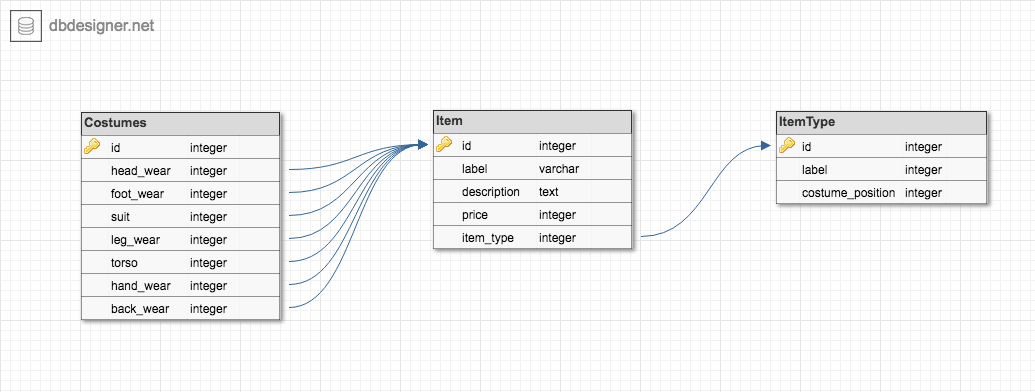 dbdesigner.net
Costumes
id integer
head_wear integer
foot_wear integer
suit integer
leg_wear integer
torso integer
hand_wear integer
back_wear integer
Item
id integer
label varchar
description text
price integer
item_type integer
ItemType
id integer
label integer
costume_position integer